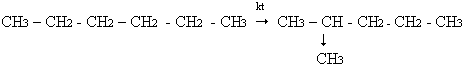 kt
CH3 – CH2 - CH2 – CH2 - CH2 - CH3 → CH3 – CH - CH2 - CH2 - CH3
↓
CH3